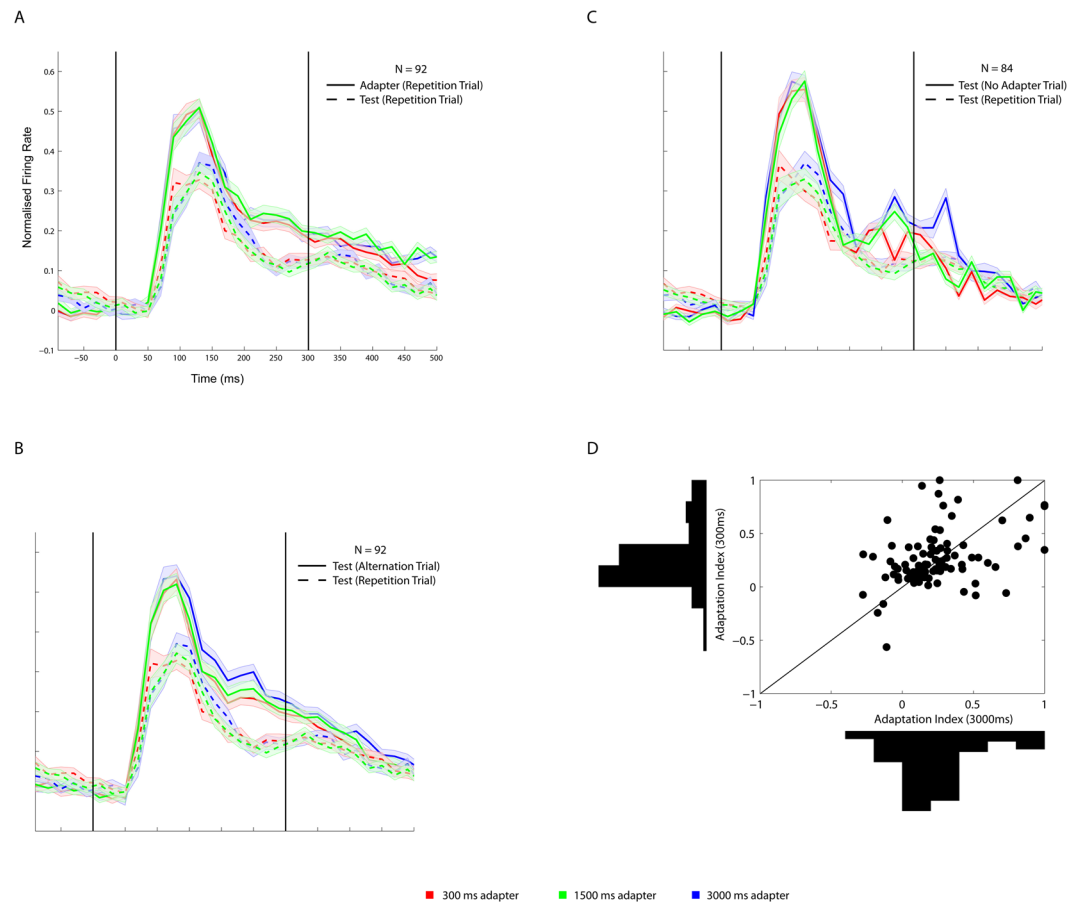 A
N = 92
Adapter (Repetition Trial)
Test (Repetition Trial)
Normalised Firing Rate
0.6
0.5
0.4
0.3
0.2
0.1
0
−0.1
−50 0 50 100 150 200 250 300 350 400 450 500
Time (ms)
C
N = 84
Test (No Adapter Trial)
Test (Repetition Trial)
B
N = 92
Test (Alternation Trial)
Test (Repetition Trial)
D
Adaptation Index (300ms)
1
0.5
0
−0.5
−1
−1 −0.5 0 0.5 1
Adaptation Index (3000ms)
300 ms adapter 1500 ms adapter 3000 ms adapter